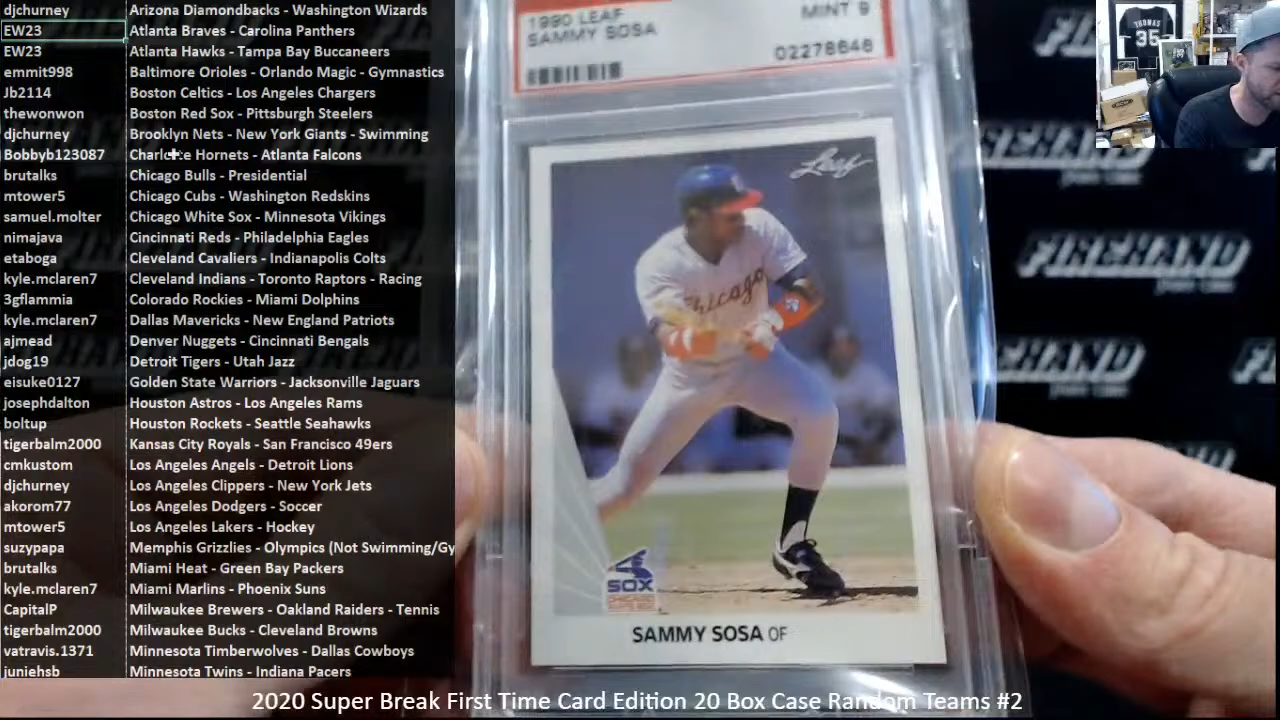 djchurney Arizona Diamondbacks - Washington Wizards
EW23 Atlanta Braves - Carolina Panthers
EW23 Atlanta Hawks - Tampa Bay Buccaneers
emmit998 Baltimore Orioles - Orlando Magic - Gymnastics
Jb2114 Boston Celtics - Los Angeles Chargers
thewonwon Boston Red Sox - Pittsburgh Steelers
djchurney Brooklyn Nets - New York Giants - Swimming
Bobbyb123087 Charlotte Hornets - Atlanta Falcons
brutalks Chicago Bulls - Presidential
mtower5 Chicago Cubs - Washington Redskins
samuel.molter Chicago White Sox - Minnesota Vikings
nimajava Cincinnati Reds - Philadelphia Eagles
etaboga Cleveland Cavaliers - Indianapolis Colts
kyle.mclaren7 Cleveland Indians - Toronto Raptors - Racing
3gflammia Colorado Rockies - Miami Dolphins
kyle.mclaren7 Dallas Mavericks - New England Patriots
ajmead Denver Nuggets - Cincinnati Bengals
jdog19 Detroit Tigers - Utah Jazz
eisuke0127 Golden State Warriors - Jacksonville Jaguars
josephdalton Houston Astros - Los Angeles Rams
boltup Houston Rockets - Seattle Seahawks
tigerbalm2000 Kansas City Royals - San Francisco 49ers
cmkustom Los Angeles Angels - Detroit Lions
djchurney Los Angeles Clippers - New York Jets
akorom77 Los Angeles Dodgers - Soccer
mtower5 Los Angeles Lakers - Hockey
suzypapa Memphis Grizzlies - Olympics (Not Swimming/Gy
brutalks Miami Heat - Green Bay Packers
kyle.mclaren7 Miami Marlins - Phoenix Suns
CapitalP Milwaukee Brewers - Oakland Raiders - Tennis
tigerbalm2000 Milwaukee Bucks - Cleveland Browns
vatravis.1371 Minnesota Timberwolves - Dallas Cowboys
juniehsb Minnesota Twins - Indiana Pacers
1990 LEAF MINT 9
SAMMY SOSA 02278648
Leaf
Chicago
SOX
SAMMY SOSA OF
THOMAS
35
FIREHAND
FIREHAND
2020 Super Break First Time Card Edition 20 Box Case Random Teams #2